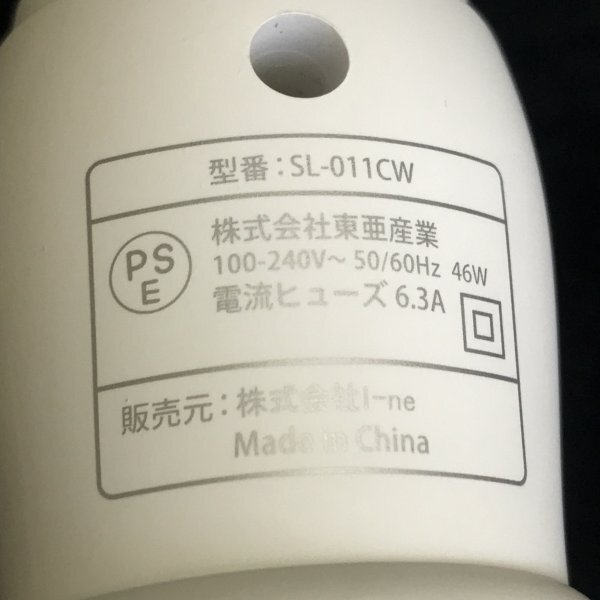 型番：SL-011CW
PSE
株式会社東亜産業
100-240V～ 50/60Hz 46W
電流ヒューズ 6.3A
販売元：株式会社I-ne
Made in China